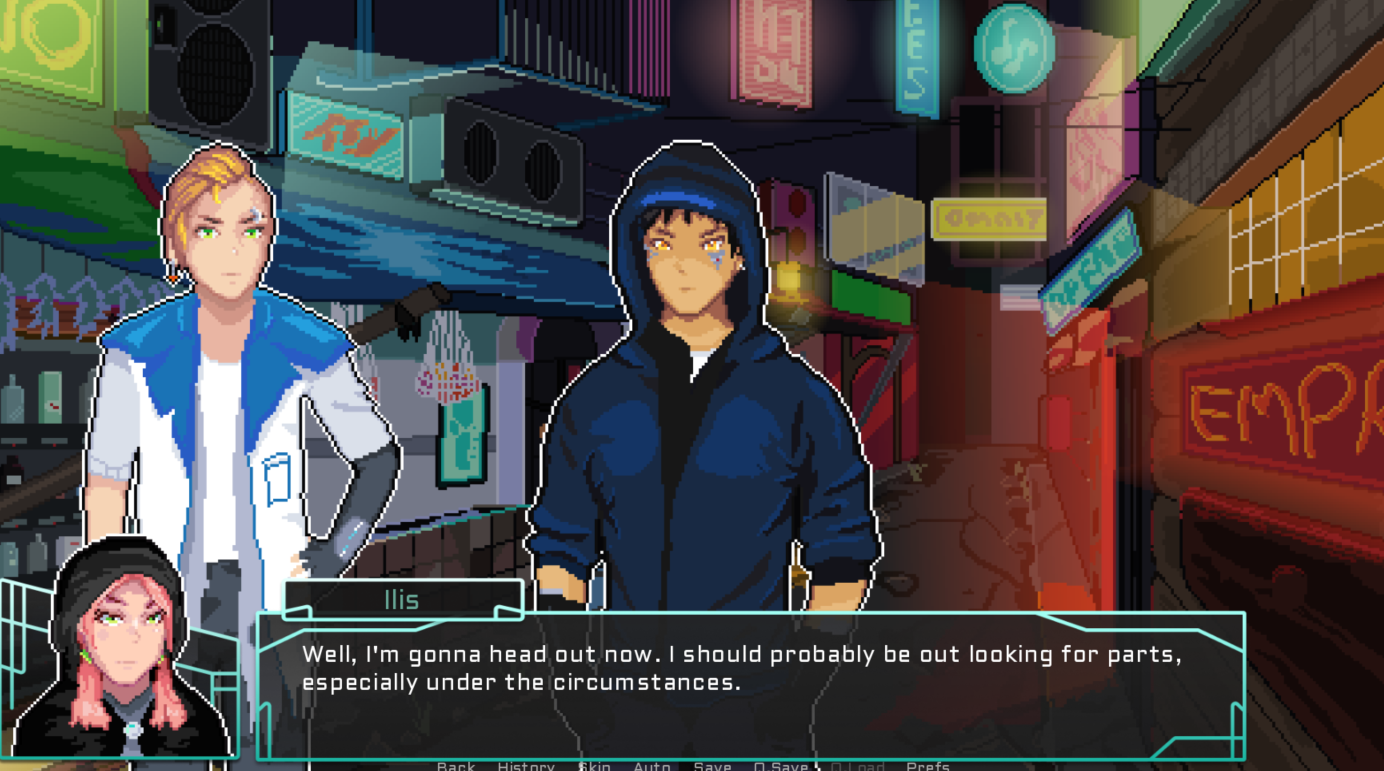 EMPR
Ilis
Well, I'm gonna head out now. I should probably be out looking for parts,
especially under the circumstances.
Back History Skip Auto Save Q.Save Q.Load Prefs